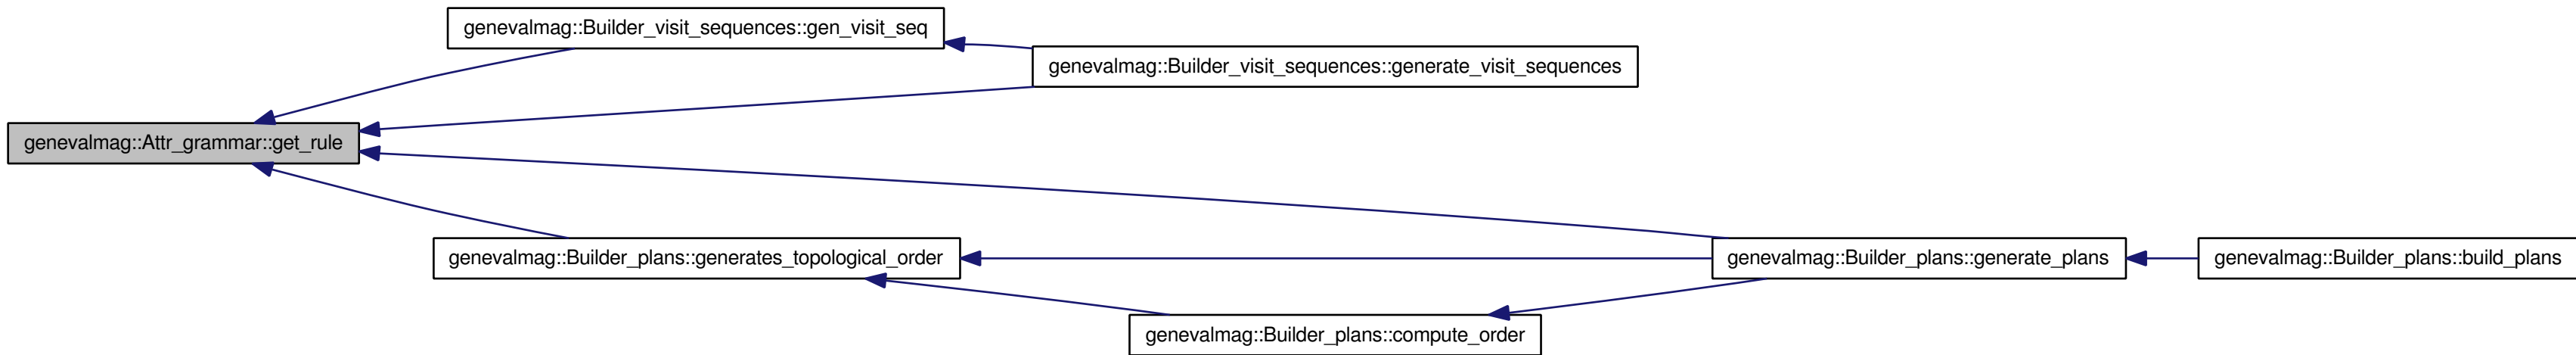 genevalmag::Builder_visit_sequences::gen_visit_seq
genevalmag::Builder_visit_sequences::generate_visit_sequences
genevalmag::Attr_grammar::get_rule
genevalmag::Builder_plans::generates_topological_order
genevalmag::Builder_plans::generate_plans
genevalmag::Builder_plans::build_plans
genevalmag::Builder_plans::compute_order